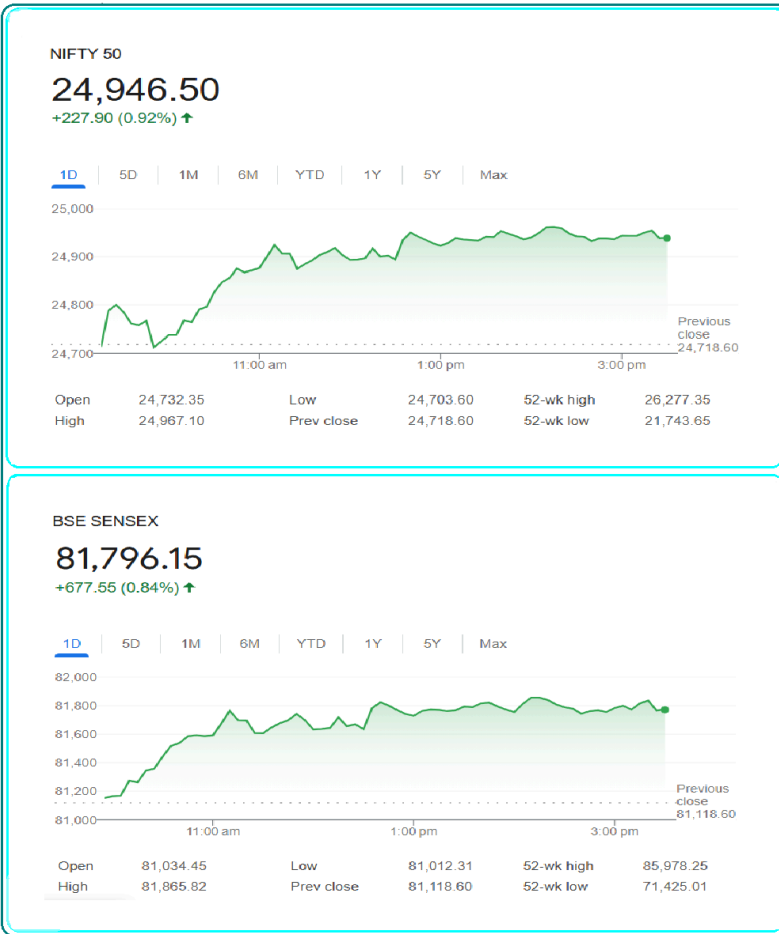 NIFTY 50
24,946.50
+227.90 (0.92%) ↑
1D 5D 1M 6M YTD 1Y 5Y Max
25,000
24,900
24,800
24,700
Previous
close
24,718.60
11:00 am 1:00 pm 3:00 pm
Open 24,732.35 Low 24,703.60 52-wk high 26,277.35
High 24,967.10 Prev close 24,718.60 52-wk low 21,743.65
BSE SENSEX
81,796.15
+677.55 (0.84%) ↑
1D 5D 1M 6M YTD 1Y 5Y Max
82,000
81,800
81,600
81,400
81,200
81,000
Previous
close
81,118.60
11:00 am 1:00 pm 3:00 pm
Open 81,034.45 Low 81,012.31 52-wk high 85,978.25
High 81,865.82 Prev close 81,118.60 52-wk low 71,425.01